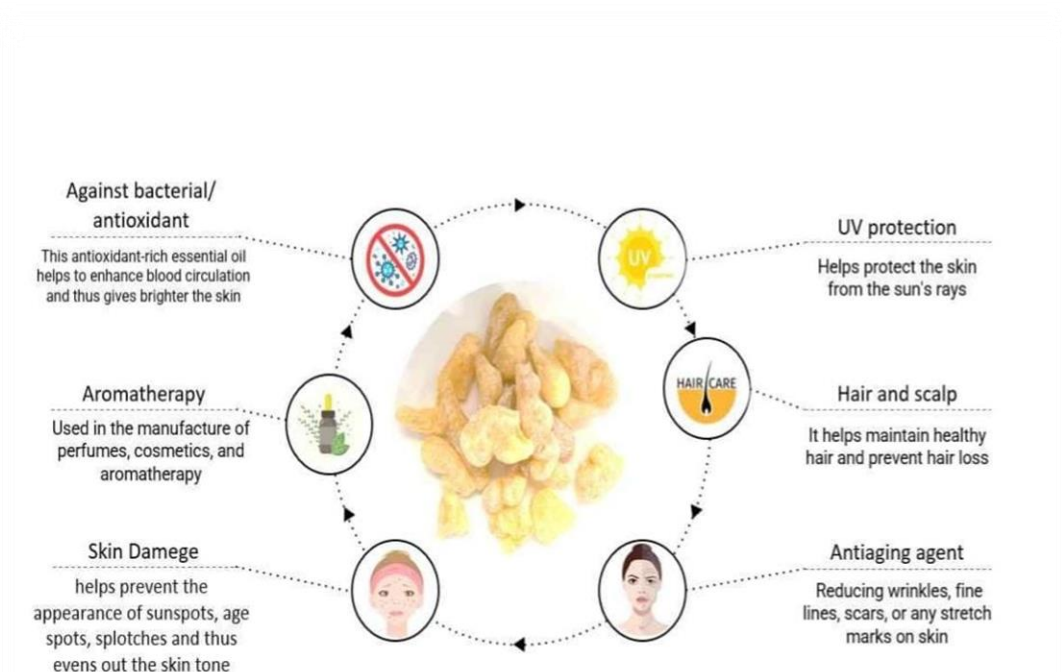 Against bacterial/
antioxidant
This antioxidant-rich essential oil
helps to enhance blood circulation
and thus gives brighter the skin
UV
UV protection
Helps protect the skin
from the sun's rays
Aromatherapy
Used in the manufacture of
perfumes, cosmetics, and
aromatherapy
HAIR CARE
Hair and scalp
It helps maintain healthy
hair and prevent hair loss
Skin Damege
helps prevent the
appearance of sunspots, age
spots, splotches and thus
evens out the skin tone
Antiaging agent
Reducing wrinkles, fine
lines, scars, or any stretch
marks on skin